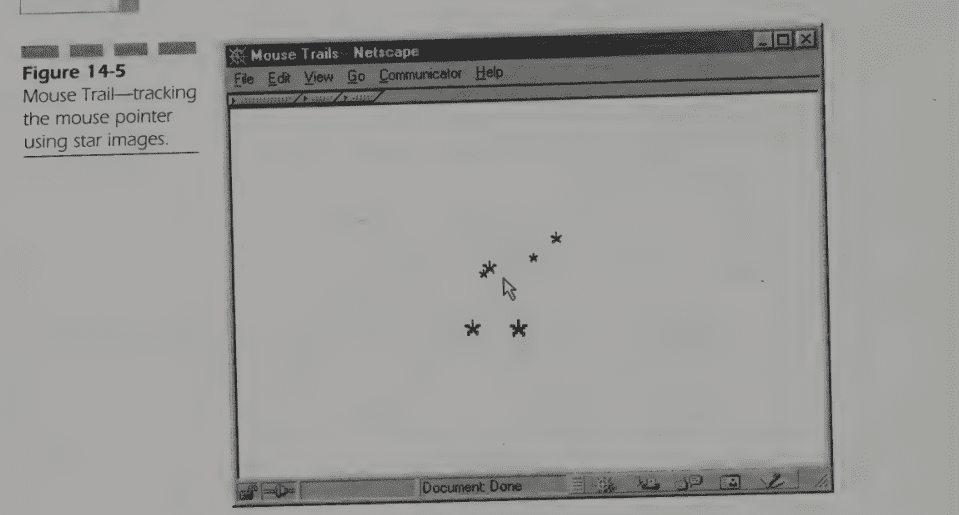 Figure 14-5
Mouse Trail—tracking
the mouse pointer
using star images.
Mouse Trails - Netscape
File Edit View Go Communicator Help
Document: Done